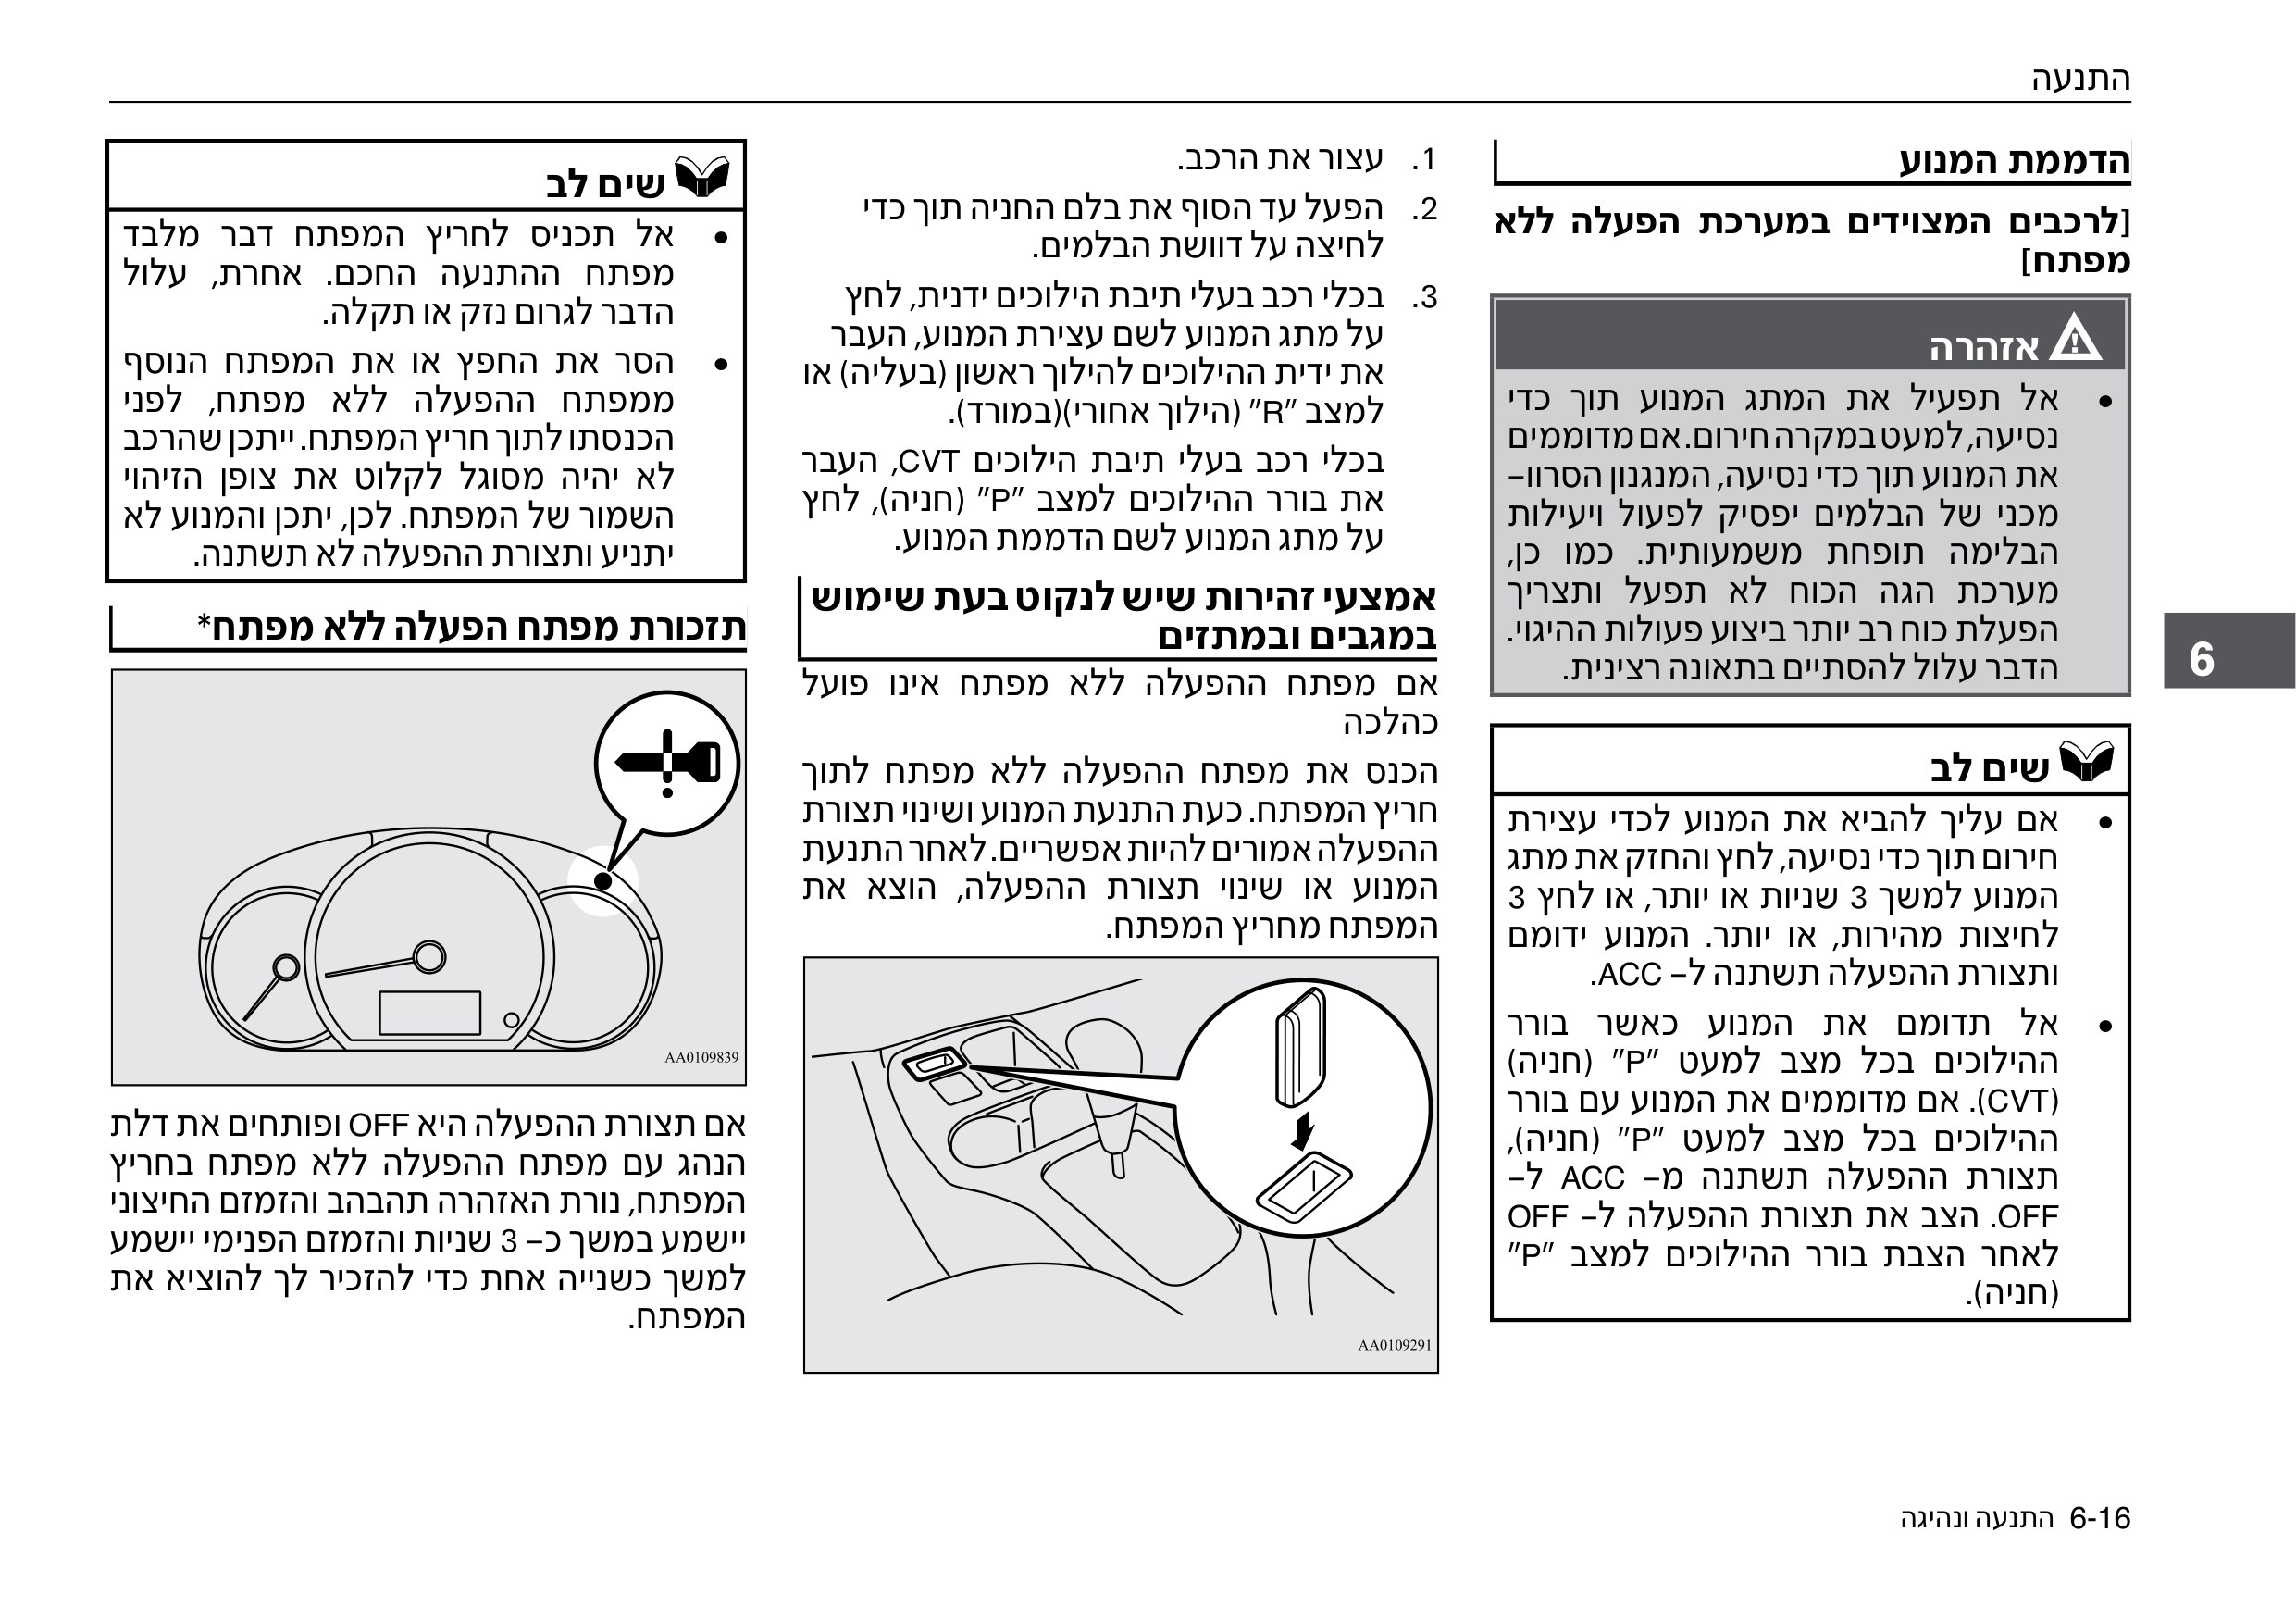 התנעה
הדממת המנוע
[לרכבים המצוידים במערכת הפעלה ללא
מפתח]
אזהרה
• אל תפעיל את המתג המנוע תוך כדי
נסיעה, למעט במקרה חירום. אם מדוממים
את המנוע תוך כדי נסיעה, המנגנון הסרוו–
מכני של הבלמים יפסיק לפעול ויעילות
הבלימה תופחת משמעותית. כמו כן,
מערכת הגה הכוח לא תפעל ותצריך
הפעלת כוח רב יותר ביצוע פעולות ההיגוי.
הדבר עלול להסתיים בתאונה רצינית.
שים לב
• אם עליך להביא את המנוע לכדי עצירת
חירום תוך כדי נסיעה, לחץ והחזק את מתג
המנוע למשך 3 שניות או יותר, או לחץ 3
לחיצות מהירות, או יותר. המנוע ידומם
ותצורת ההפעלה תשתנה ל– ACC.
• אל תדומם את המנוע כאשר בורר
ההילוכים בכל מצב למעט "P" (חניה)
(CVT). אם מדוממים את המנוע עם בורר
ההילוכים בכל מצב למעט "P" (חניה),
תצורת ההפעלה תשתנה מ– ACC ל–
OFF. הצב את תצורת ההפעלה ל– OFF
לאחר הצבת בורר ההילוכים למצב "P"
(חניה).
1. עצור את הרכב.
2. הפעל עד הסוף את בלם החניה תוך כדי
לחיצה על דוושת הבלמים.
3. בכלי רכב בעלי תיבת הילוכים ידנית, לחץ
על מתג המנוע לשם עצירת המנוע, העבר
את ידית ההילוכים להילוך ראשון (בעליה) או
למצב "R" (הילוך אחורי)(במורד).
בכלי רכב בעלי תיבת הילוכים CVT, העבר
את בורר ההילוכים למצב "P" (חניה), לחץ
על מתג המנוע לשם הדממת המנוע.
אמצעי זהירות שיש לנקוט בעת שימוש
במגבים ובמתזים
אם מפתח ההפעלה ללא מפתח אינו פועל
כהלכה
הכנס את מפתח ההפעלה ללא מפתח לתוך
חריץ המפתח. כעת התנעת המנוע ושינוי תצורת
ההפעלה אמורים להיות אפשריים. לאחר התנעת
המנוע או שינוי תצורת ההפעלה, הוצא את
המפתח מחריץ המפתח.
AA0109291
שים לב
• אל תכניס לחריץ המפתח דבר מלבד
מפתח ההתנעה החכם. אחרת, עלול
הדבר לגרום נזק או תקלה.
• הסר את החפץ או את המפתח הנוסף
ממפתח ההפעלה ללא מפתח, לפני
הכנסתו לתוך חריץ המפתח. ייתכן שהרכב
לא יהיה מסוגל לקלוט את צופן הזיהוי
השמור של המפתח. לכן, יתכן והמנוע לא
יתניע ותצורת ההפעלה לא תשתנה.
תזכורת מפתח הפעלה ללא מפתח*
AA0109839
אם תצורת ההפעלה היא OFF ופותחים את דלת
הנהג עם מפתח ההפעלה ללא מפתח בחריץ
המפתח, נורת האזהרה תהבהב והזמזם החיצוני
יישמע במשך כ– 3 שניות והזמזם הפנימי יישמע
למשך כשנייה אחת כדי להזכיר לך להוציא את
המפתח.
6
6-16 התנעה ונהיגה